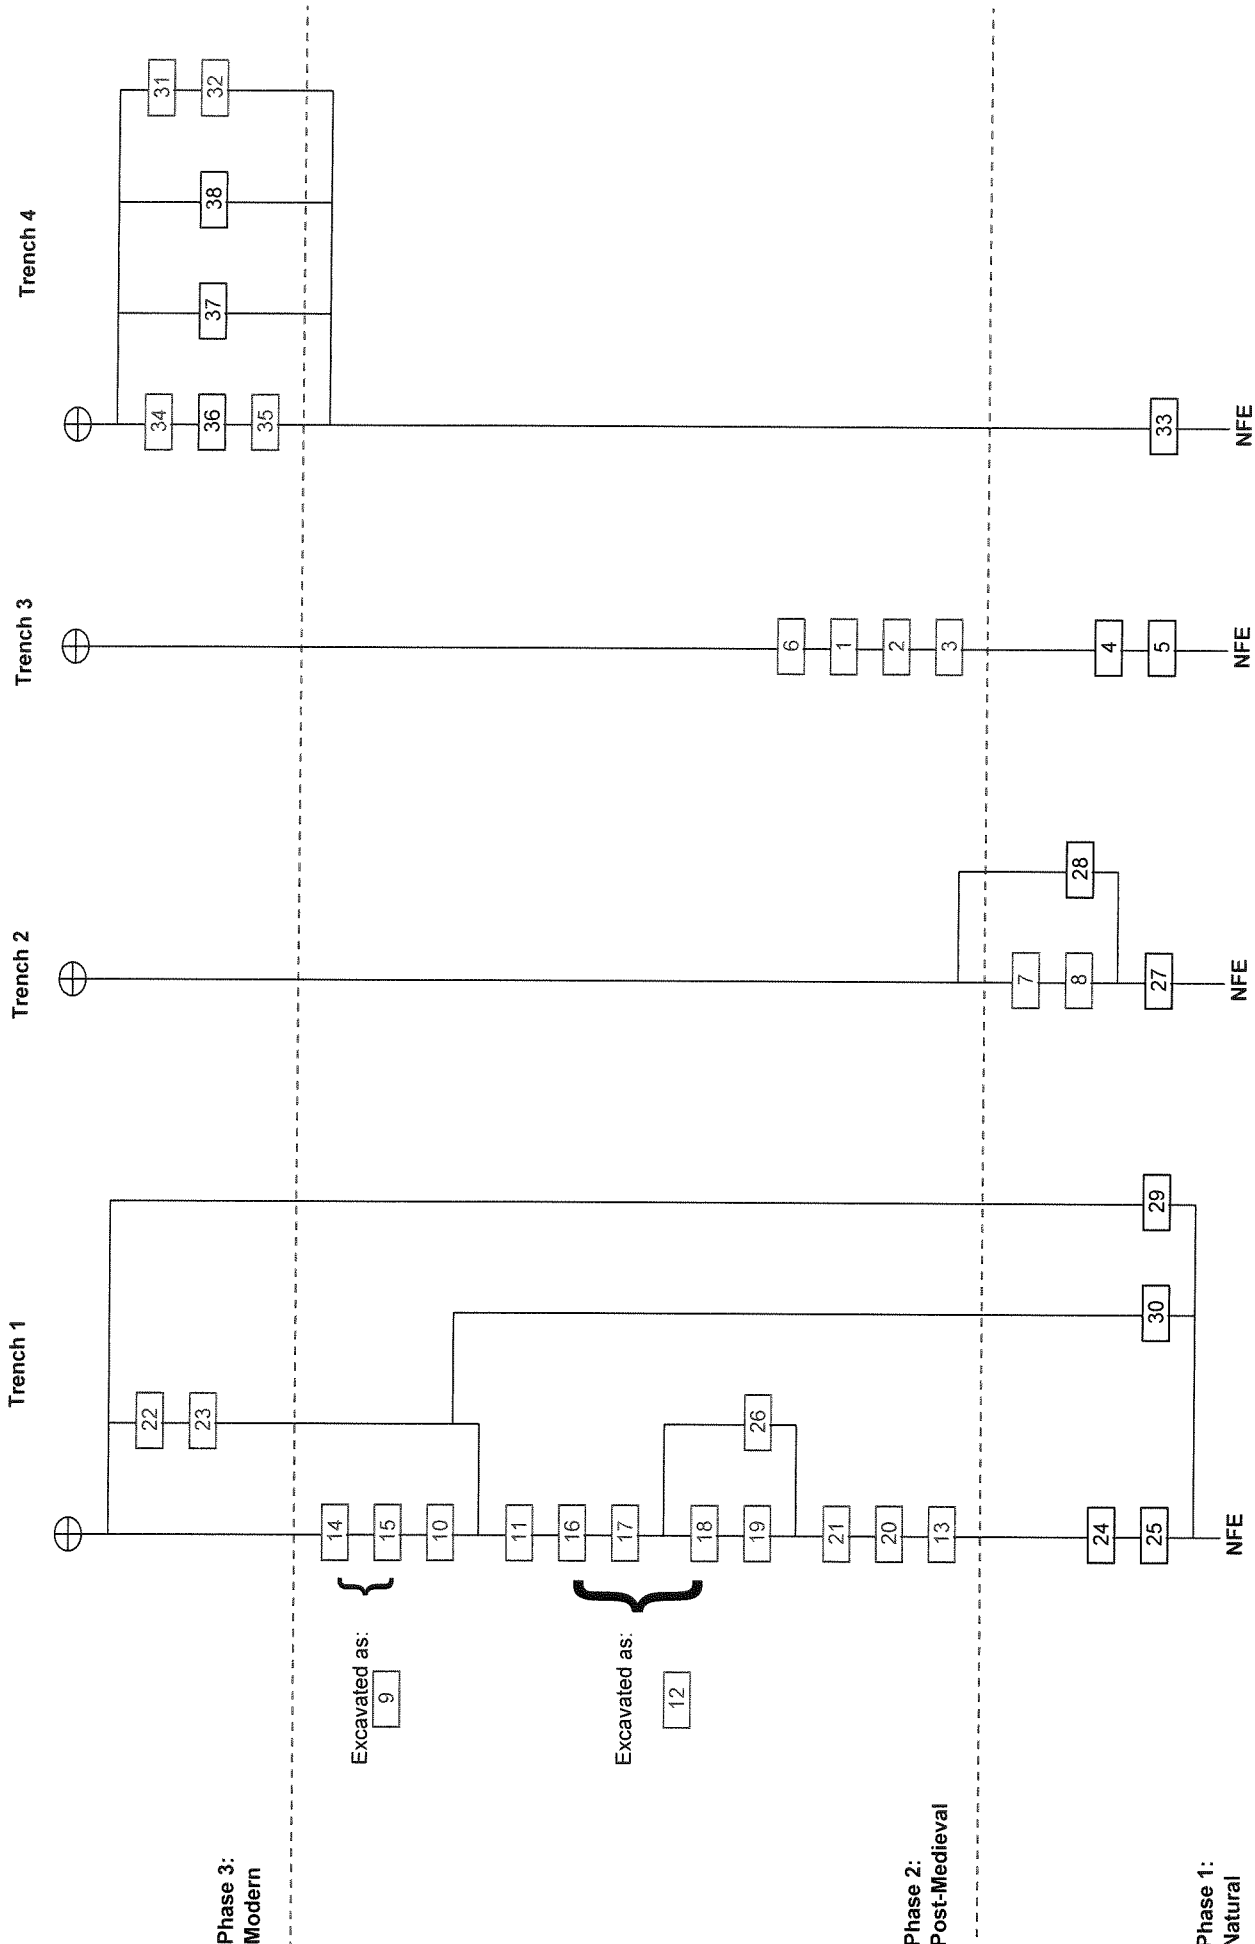 Trench 1
Trench 2
Trench 3
Trench 4
22
23
34
36
35
37
38
31
32
Phase 3:
Modern
14
15
10
11
16
17
18
19
26
21
20
13
Excavated as:
9
Excavated as:
12
6
1
2
3
Phase 2:
Post-Medieval
24
25
30
29
7
8
28
27
4
5
33
NFE
NFE
NFE
NFE
Phase 1:
Natural